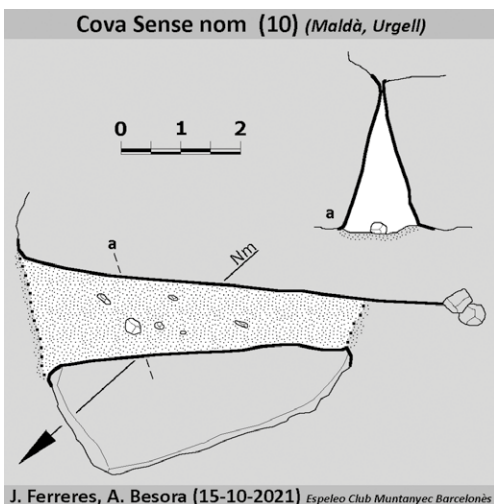 Cova Sense nom (10) (Maldà, Urgell)
0 1 2
a
a
Nm
J. Ferreres, A. Besora (15-10-2021) Espeleo Club Muntanyec Barcelonès